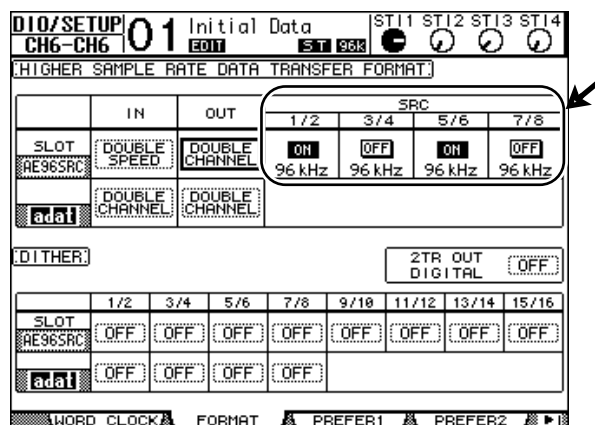 DIO/SETUP 01 Initial Data STI1 STI2 STI3 STI4
CH6-CH6 EDIT ST 96k
HIGHER SAMPLE RATE DATA TRANSFER FORMAT
IN OUT SRC
1/2 3/4 5/6 7/8
SLOT DOUBLE SPEED DOUBLE CHANNEL ON OFF ON OFF
AE96SRC 96 kHz 96 kHz 96 kHz 96 kHz
adat DOUBLE CHANNEL DOUBLE CHANNEL
DITHER 2TR OUT DIGITAL OFF
1/2 3/4 5/6 7/8 9/10 11/12 13/14 15/16
SLOT
AE96SRC OFF OFF OFF OFF OFF OFF OFF OFF
adat OFF OFF OFF OFF
WORD CLOCK FORMAT PREFER1 PREFER2